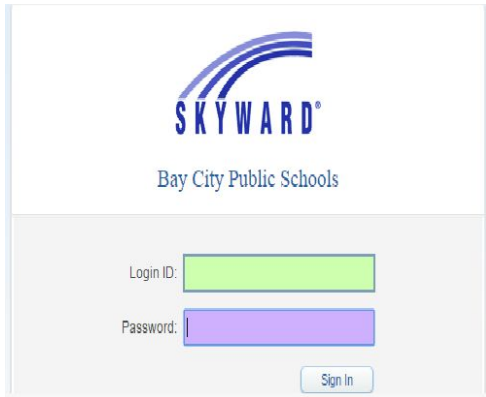 SKYWARD®
Bay City Public Schools
Login ID:
Password:
Sign In